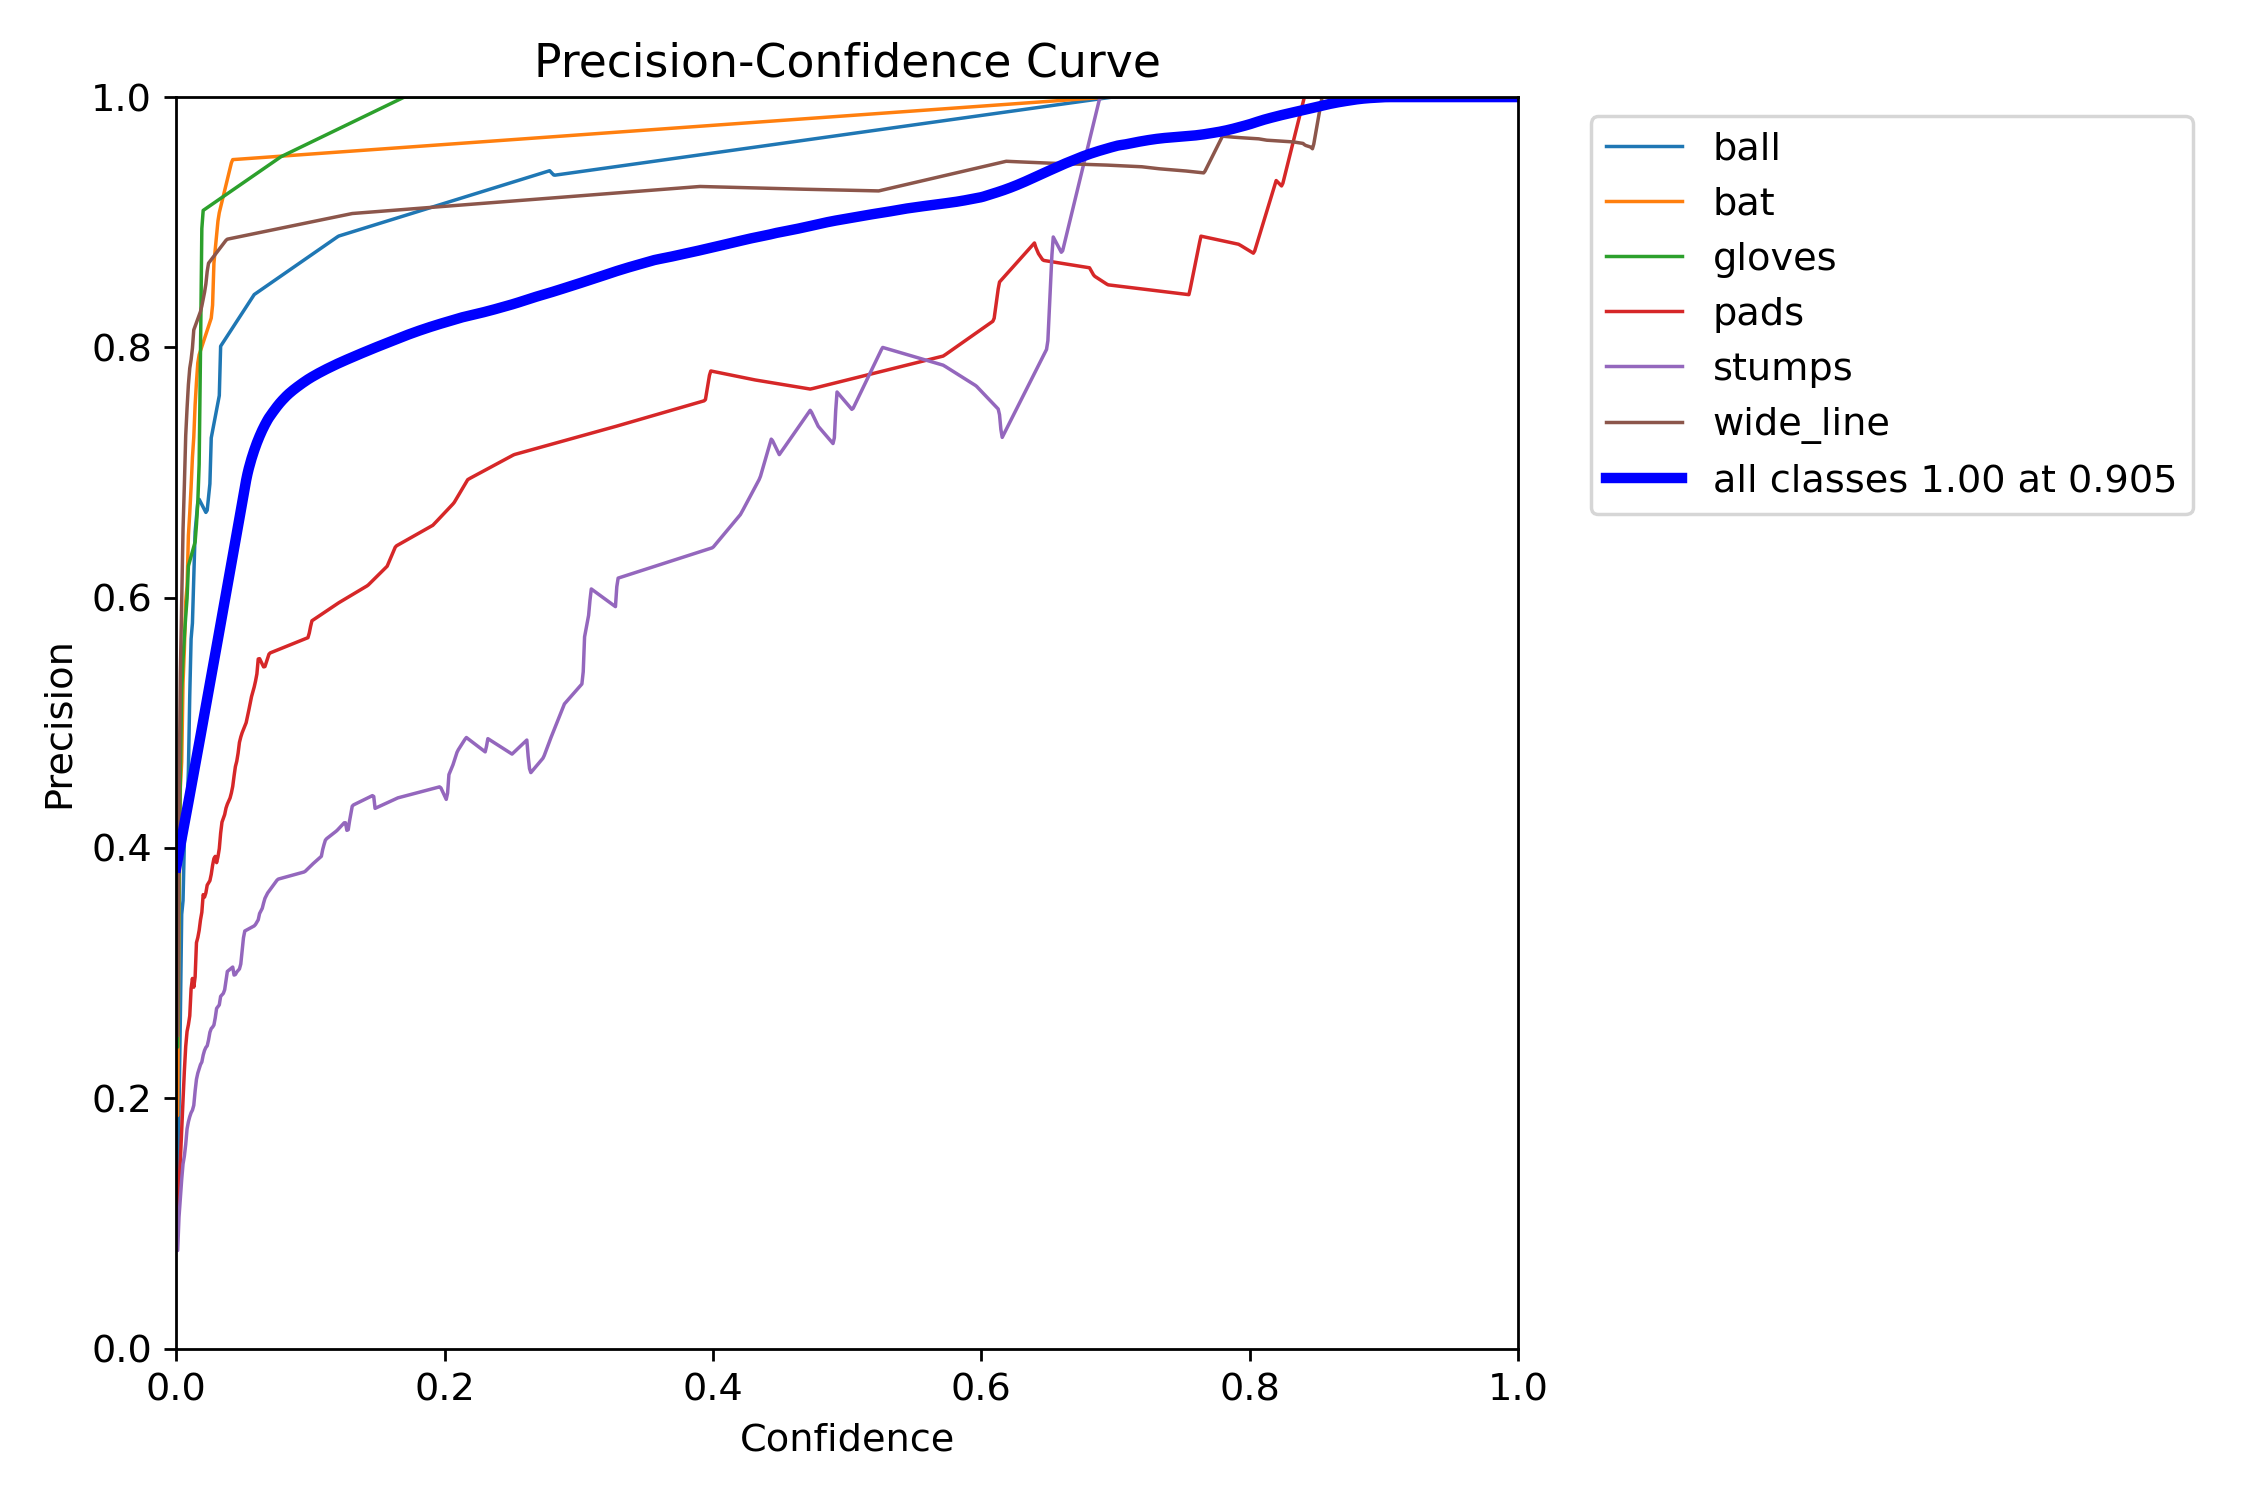 Precision-Confidence Curve
1.0
0.8
0.6
0.4
0.2
0.0
Precision
0.0 0.2 0.4 0.6 0.8 1.0
Confidence
ball
bat
gloves
pads
stumps
wide_line
all classes 1.00 at 0.905